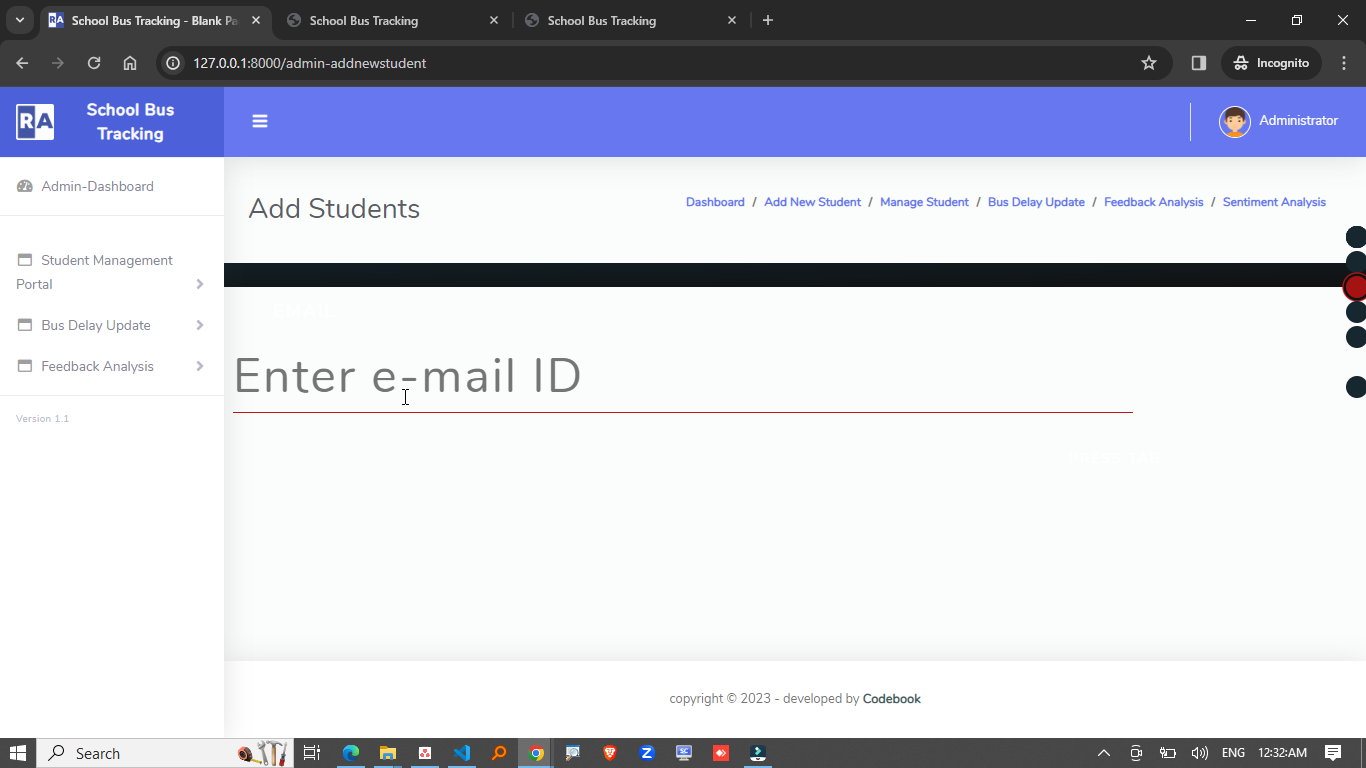 School Bus Tracking - Blank Pa
School Bus Tracking
School Bus Tracking
127.0.0.1:8000/admin-addnewstudent
Incognito
RA
School Bus
Tracking
Administrator
Admin-Dashboard
Student Management
Portal
Bus Delay Update
Feedback Analysis
Version 1.1
Add Students
Dashboard / Add New Student / Manage Student / Bus Delay Update / Feedback Analysis / Sentiment Analysis
EMAIL
Enter e-mail ID
PRESS TAB
copyright © 2023 - developed by Codebook
Search
ENG
12:32:AM